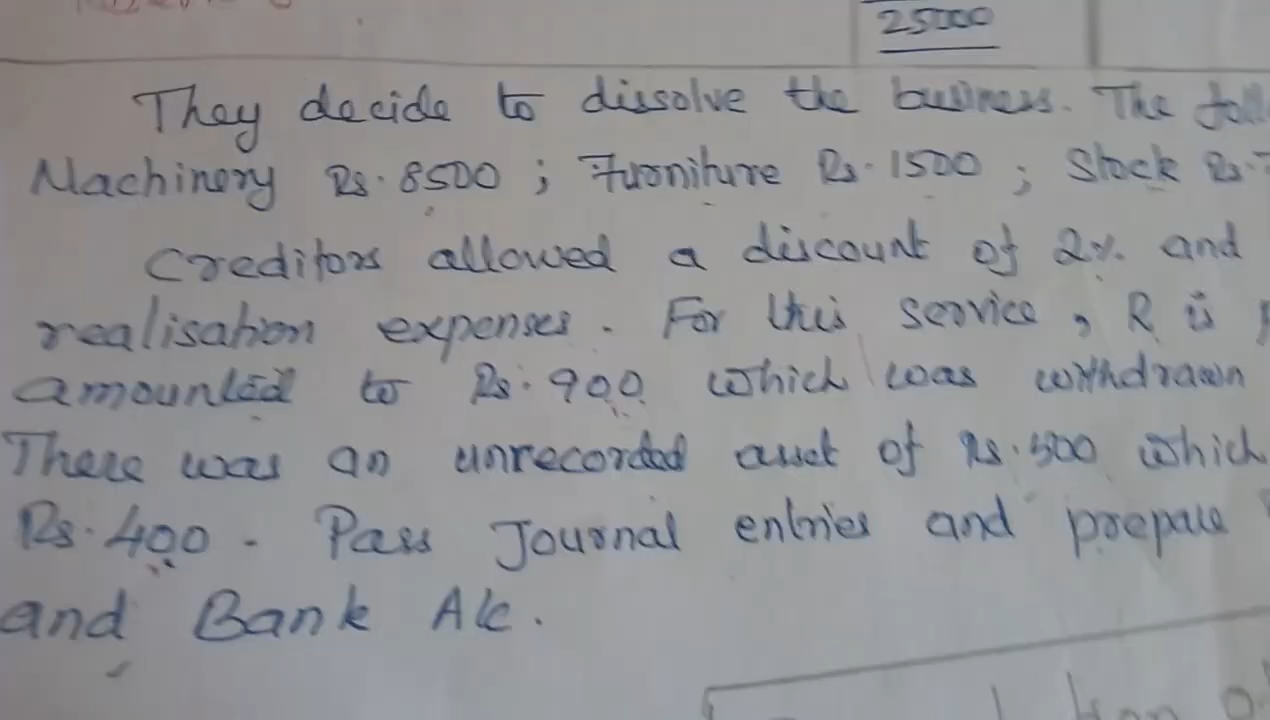 25000
They decide to dissolve the business. The foll
Machinery Rs. 8500 ; Furniture Rs. 1500 ; Stock Rs.
Creditors allowed a discount of 2% and
realisation expenses. For this service, R is
amounted to Rs. 900 which was withdrawn
There was an unrecorded asset of Rs. 500 which
Rs. 400. Pass Journal entries and prepare
and Bank A/c.